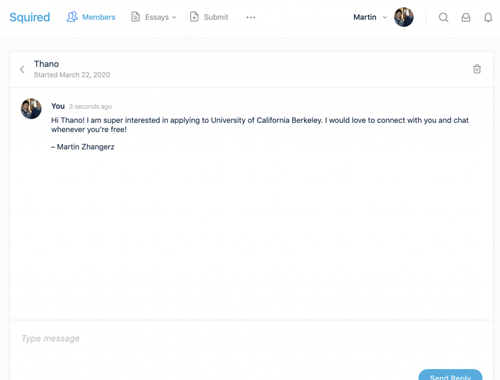 Squired Members Essays Submit Martin
Thano
Started March 22, 2020
You 3 seconds ago
Hi Thano! I am super interested in applying to University of California Berkeley. I would love to connect with you and chat
whenever you're free!
– Martin Zhangerz
Type message
Send Reply